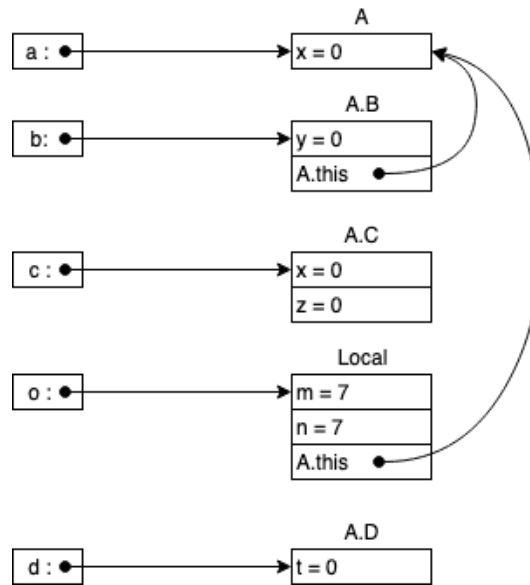 A
a :
x = 0
A.B
b:
y = 0
A.this
A.C
c :
x = 0
z = 0
Local
o :
m = 7
n = 7
A.this
A.D
d :
t = 0